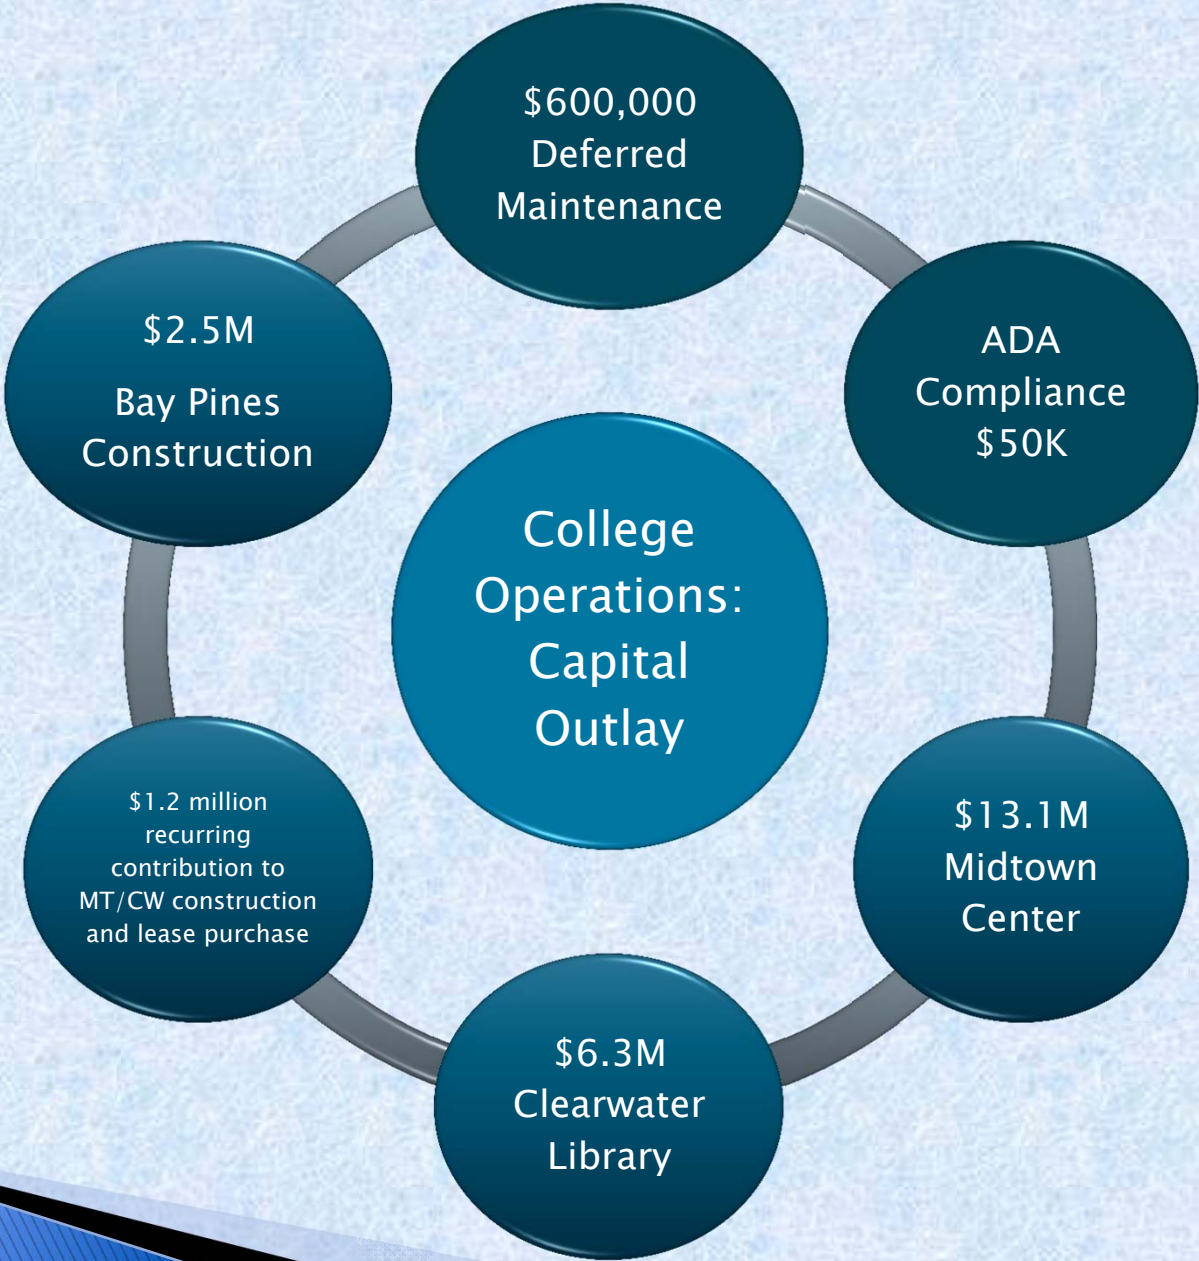 $600,000
Deferred
Maintenance
ADA
Compliance
$50K
$13.1M
Midtown
Center
$6.3M
Clearwater
Library
$1.2 million
recurring
contribution to
MT/CW construction
and lease purchase
$2.5M
Bay Pines
Construction
College
Operations:
Capital
Outlay